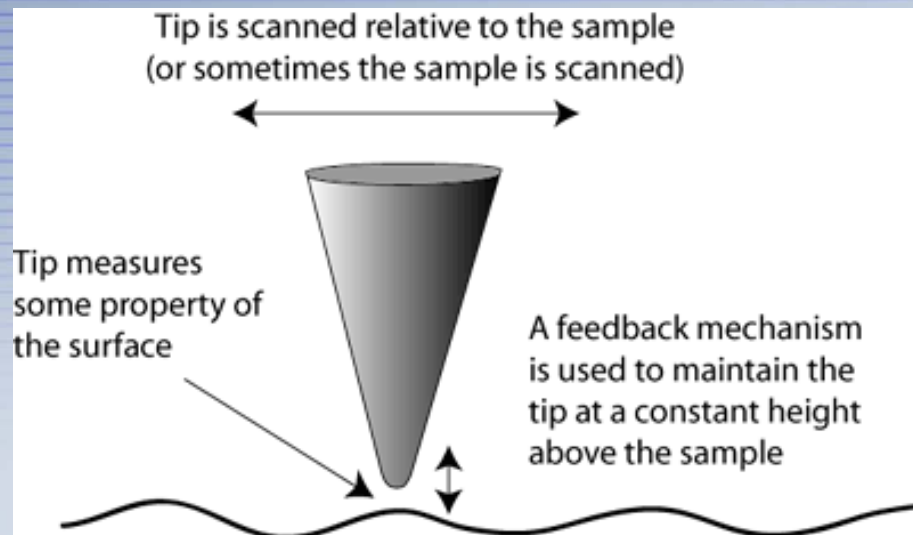 Tip is scanned relative to the sample
(or sometimes the sample is scanned)
Tip measures
some property of
the surface
A feedback mechanism
is used to maintain the
tip at a constant height
above the sample